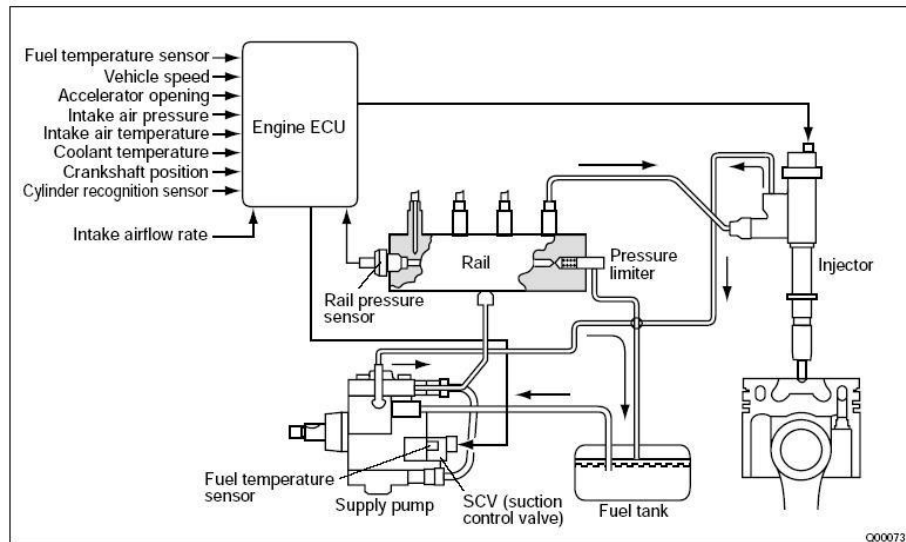 Fuel temperature sensor
Vehicle speed
Accelerator opening
Intake air pressure
Intake air temperature
Coolant temperature
Crankshaft position
Cylinder recognition sensor
Intake airflow rate
Engine ECU
Rail
Pressure
limiter
Rail pressure
sensor
Injector
Fuel temperature
sensor
Supply pump
SCV (suction
control valve)
Fuel tank
Q00073